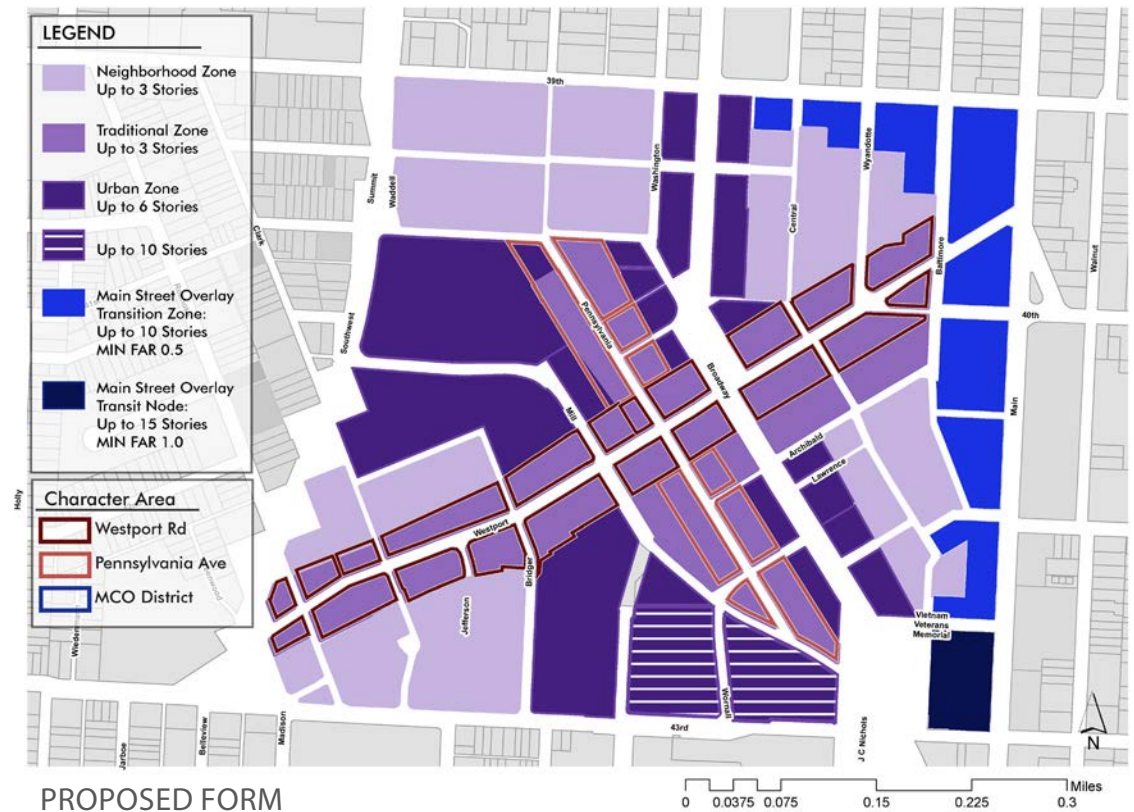 LEGEND
Neighborhood Zone
Up to 3 Stories
Traditional Zone
Up to 3 Stories
Urban Zone
Up to 6 Stories
Up to 10 Stories
Main Street Overlay
Transition Zone:
Up to 10 Stories
MIN FAR 0.5
Main Street Overlay
Transit Node:
Up to 15 Stories
MIN FAR 1.0
Character Area
Westport Rd
Pennsylvania Ave
MCO District
39th
Summit
Waddell
Washington
Central
Wyandotte
Baltimore
Walnut
Clark
Southwest
Pennsylvania
Broadway
40th
Main
Mill
Archibald
Lawrence
Holly
Westport
Bridger
Jefferson
Vietnam
Veterans
Memorial
Wornall
43rd
J C Nichols
Madison
Belleview
Jarboe
N
PROPOSED FORM
Miles
0 0.0375 0.075 0.15 0.225 0.3